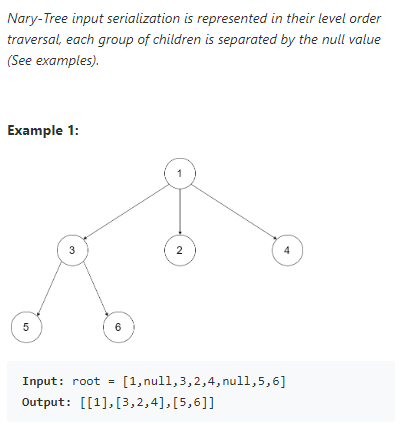 Nary-Tree input serialization is represented in their level order
traversal, each group of children is separated by the null value
(See examples).
Example 1:
1
3 2 4
5 6
Input: root = [1,null,3,2,4,null,5,6]
Output: [[1],[3,2,4],[5,6]]